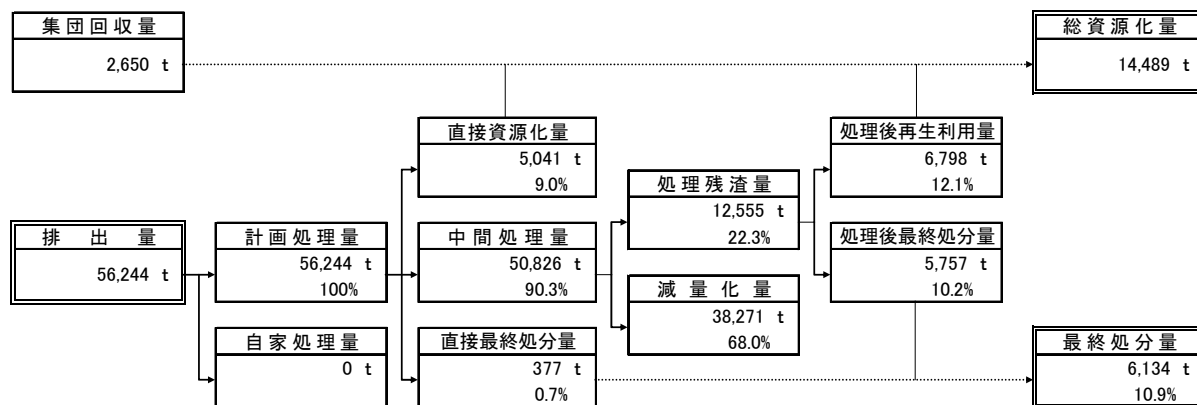 集団回収量
2,650 t
総資源化量
14,489 t
直接資源化量
5,041 t
9.0%
処理後再生利用量
6,798 t
12.1%
処理残渣量
12,555 t
22.3%
排出量
56,244 t
計画処理量
56,244 t
100%
中間処理量
50,826 t
90.3%
処理後最終処分量
5,757 t
10.2%
減量化量
38,271 t
68.0%
自家処理量
0 t
直接最終処分量
377 t
0.7%
最終処分量
6,134 t
10.9%